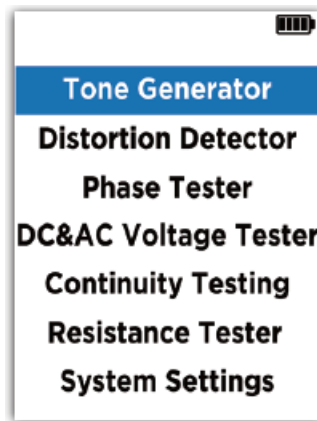 Tone Generator
Distortion Detector
Phase Tester
DC&AC Voltage Tester
Continuity Testing
Resistance Tester
System Settings